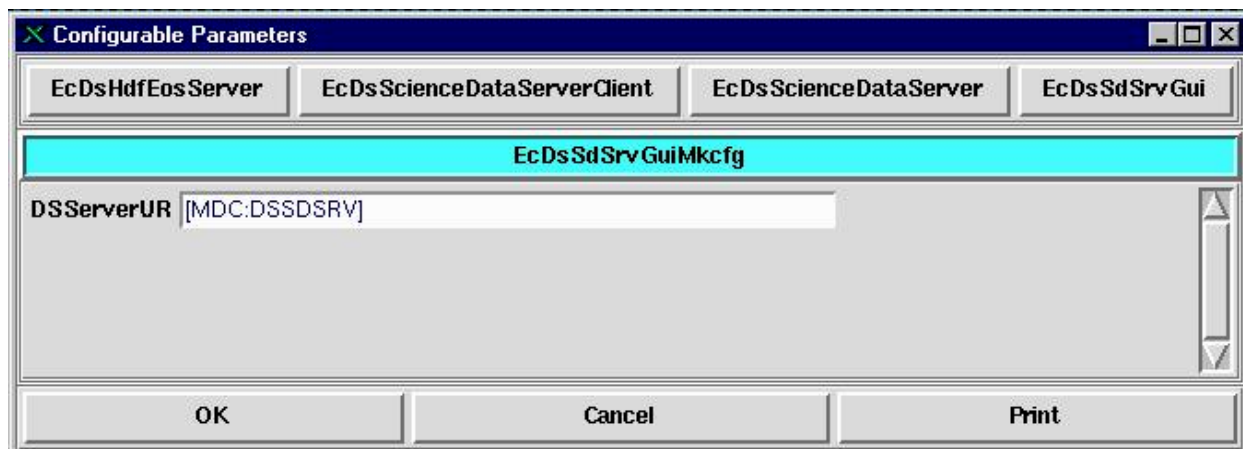 Configurable Parameters
EcDsHdfEosServer EcDsScienceDataServerClient EcDsScienceDataServer EcDsSdSrvGui
EcDsSdSrvGuiMkcfg
DSServerUR [MDC:DSSDSRV]
OK Cancel Print